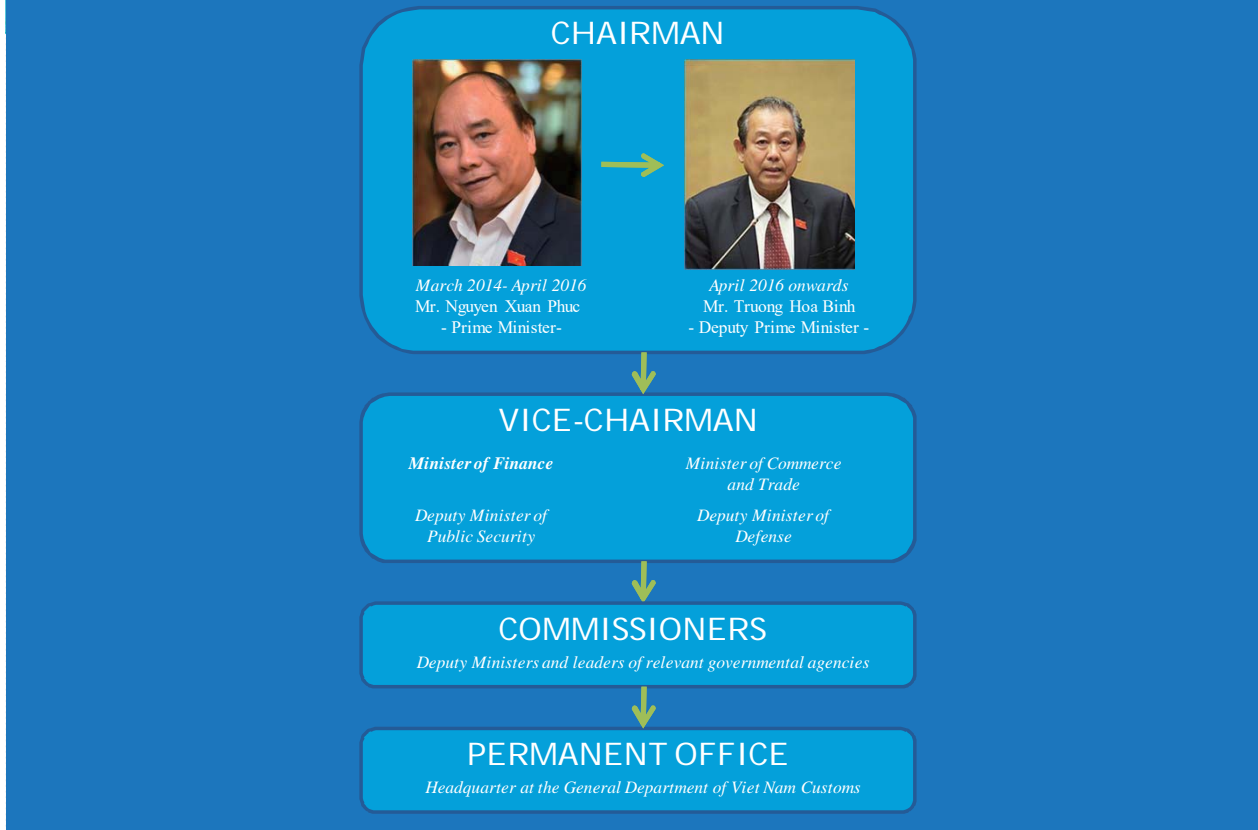 CHAIRMAN
March 2014- April 2016
Mr. Nguyen Xuan Phuc
- Prime Minister-
April 2016 onwards
Mr. Truong Hoa Binh
- Deputy Prime Minister -
VICE-CHAIRMAN
Minister of Finance
Minister of Commerce
and Trade
Deputy Minister of
Public Security
Deputy Minister of
Defense
COMMISSIONERS
Deputy Ministers and leaders of relevant governmental agencies
PERMANENT OFFICE
Headquarter at the General Department of Viet Nam Customs